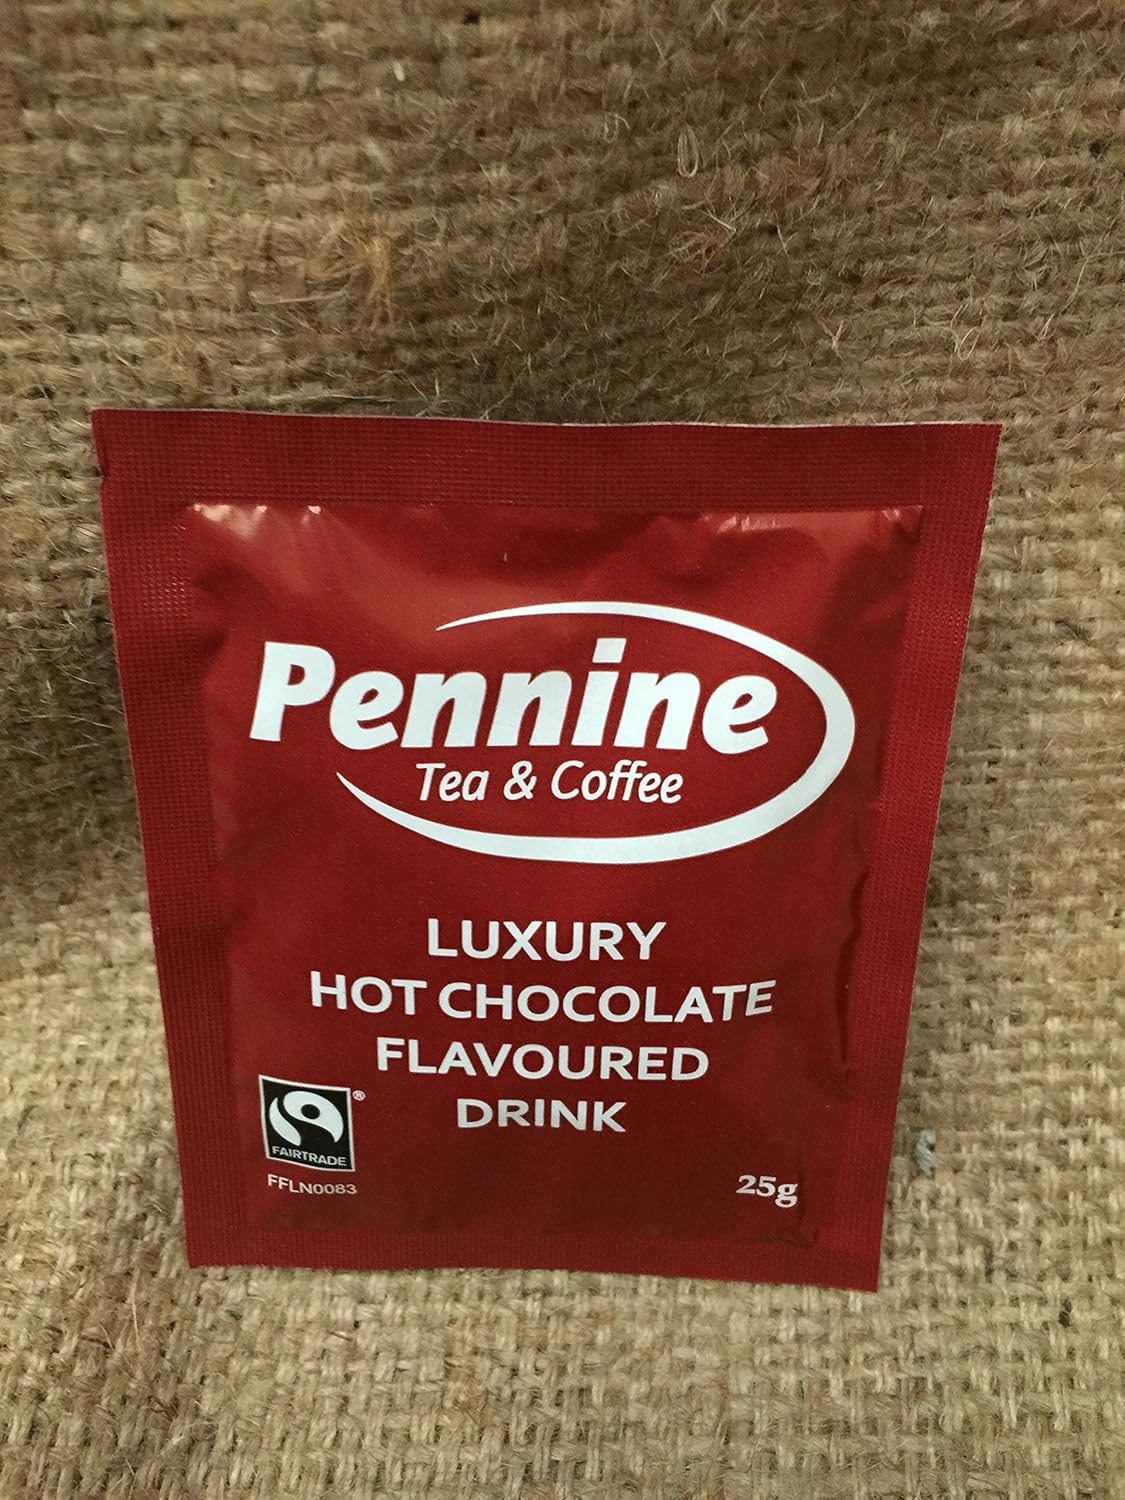 Pennine
Tea & Coffee
LUXURY
HOT CHOCOLATE
FLAVOURED
DRINK
®
FAIRTRADE
FFLN0083
25g